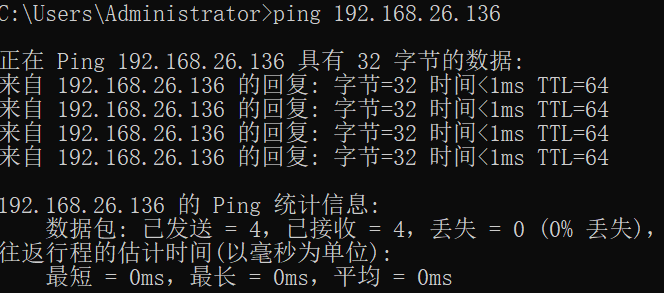 C:\Users\Administrator>ping 192.168.26.136
正在 Ping 192.168.26.136 具有 32 字节的数据:
来自 192.168.26.136 的回复: 字节=32 时间<1ms TTL=64
来自 192.168.26.136 的回复: 字节=32 时间<1ms TTL=64
来自 192.168.26.136 的回复: 字节=32 时间<1ms TTL=64
来自 192.168.26.136 的回复: 字节=32 时间<1ms TTL=64
192.168.26.136 的 Ping 统计信息:
数据包: 已发送 = 4，已接收 = 4，丢失 = 0 (0% 丢失)，
往返行程的估计时间(以毫秒为单位):
最短 = 0ms，最长 = 0ms，平均 = 0ms